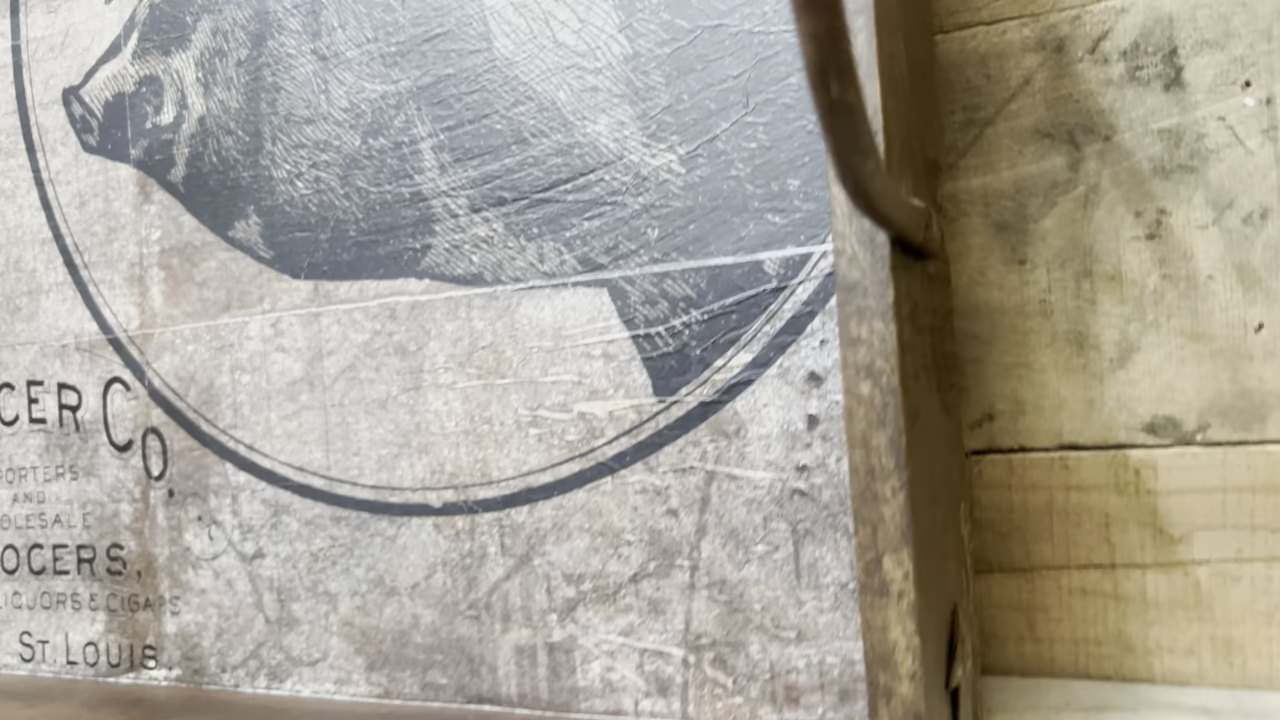 CER Co.
PORTERS
AND
OLESALE
OCERS,
LIQUORS & CIGARS
ST. LOUIS.